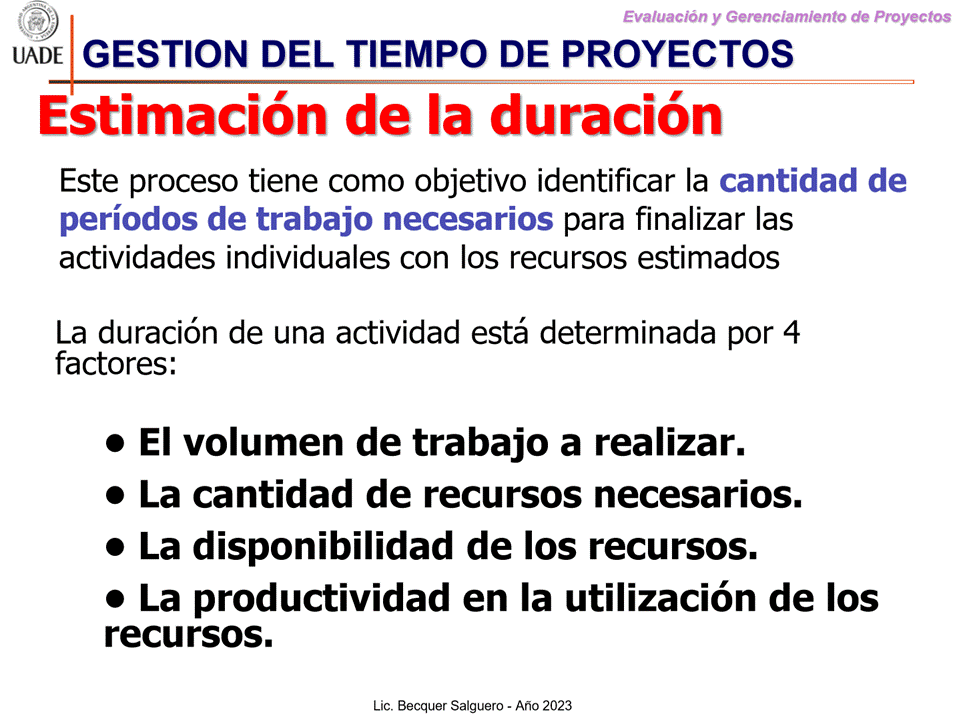 Evaluación y Gerenciamiento de Proyectos
UADE
GESTION DEL TIEMPO DE PROYECTOS
Estimación de la duración
Este proceso tiene como objetivo identificar la cantidad de
períodos de trabajo necesarios para finalizar las
actividades individuales con los recursos estimados
La duración de una actividad está determinada por 4
factores:
• El volumen de trabajo a realizar.
• La cantidad de recursos necesarios.
• La disponibilidad de los recursos.
• La productividad en la utilización de los
recursos.
Lic. Becquer Salguero - Año 2023